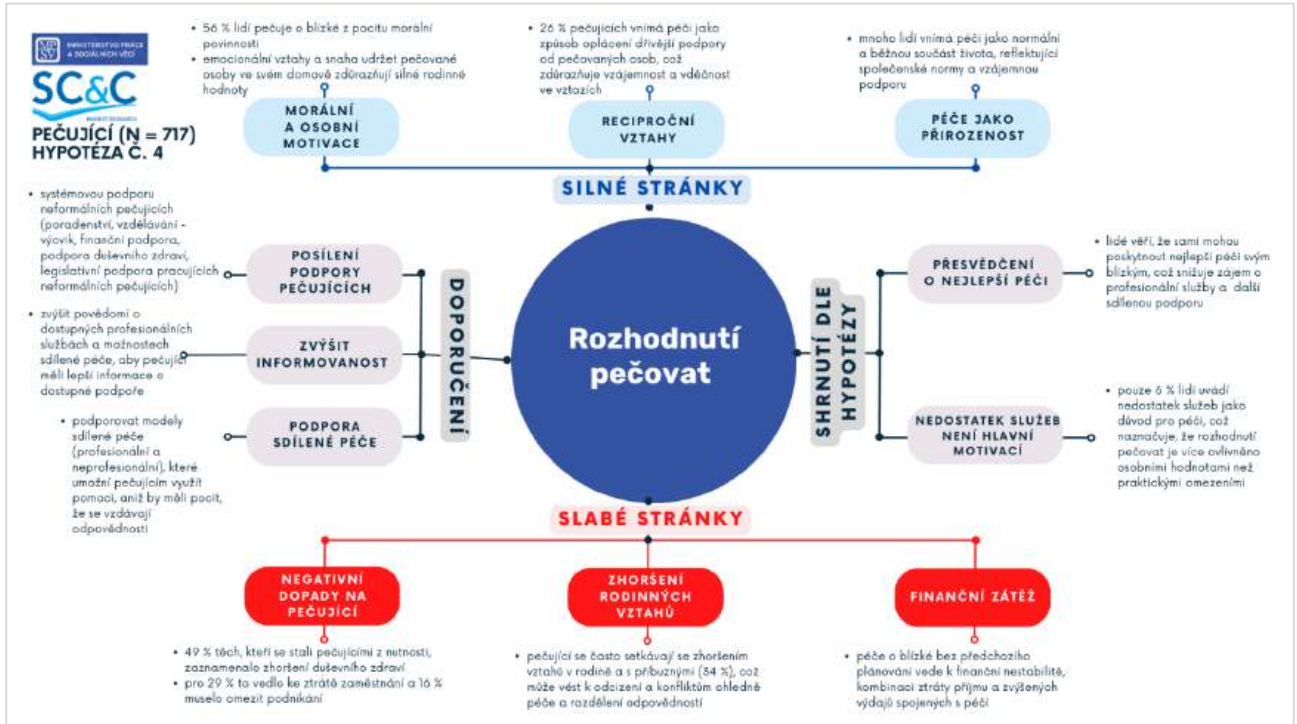 MINISTERSTVO PRÁCE
A SOCIÁLNÍCH VĚCÍ
SC&C
MARKET RESEARCH
PEČUJÍCÍ (N = 717)
HYPOTÉZA Č. 4
• 56 % lidí pečuje o blízké z pocitu morální
povinnosti
• emocionální vztahy a snaha udržet pečované
osoby ve svém domově zdůrazňují silné rodinné
hodnoty
MORÁLNÍ
A OSOBNÍ
MOTIVACE
• 26 % pečujících vnímá péči jako
způsob oplácení dřívější podpory
od pečovaných osob, což
zdůrazňuje vzájemnost a vděčnost
ve vztazích
RECIPROČNÍ
VZTAHY
• mnoho lidí vnímá péči jako normální
a běžnou součást života, reflektující
společenské normy a vzájemnou
podporu
PÉČE JAKO
PŘIROZENOST
SILNÉ STRÁNKY
• systémovou podporu
neformálních pečujících
(poradenství, vzdělávání -
výcvik, finanční podpora,
podpora duševního zdraví,
legislativní podpora pracujících
neformálních pečujících)
POSÍLENÍ
PODPORY
PEČUJÍCÍCH
• zvýšit povědomí o
dostupných profesionálních
službách a možnostech
sdílené péče, aby pečující
měli lepší informace o
dostupné podpoře
ZVÝŠIT
INFORMOVANOST
• podporovat modely
sdílené péče
(profesionální a
neprofesionální), které
umožní pečujícím využít
pomoci, aniž by měli pocit,
že se vzdávají
odpovědnosti
PODPORA
SDÍLENÉ PÉČE
DOPORUČENÍ
Rozhodnutí
pečovat
SHRNUTÍ DLE
HYPOTÉZY
PŘESVĚDČENÍ
O NEJLEPŠÍ PÉČI
• lidé věří, že sami mohou
poskytnout nejlepší péči svým
blízkým, což snižuje zájem o
profesionální služby a další
sdílenou podporu
NEDOSTATEK SLUŽEB
NENÍ HLAVNÍ
MOTIVACÍ
• pouze 6 % lidí uvádí
nedostatek služeb jako
důvod pro péči, což
naznačuje, že rozhodnutí
pečovat je více ovlivněno
osobními hodnotami než
praktickými omezeními
SLABÉ STRÁNKY
NEGATIVNÍ
DOPADY NA
PEČUJÍCÍ
• 49 % těch, kteří se stali pečujícími z nutnosti,
zaznamenalo zhoršení duševního zdraví
• pro 29 % to vedlo ke ztrátě zaměstnání a 16 %
muselo omezit podnikání
ZHORŠENÍ
RODINNÝCH
VZTAHŮ
• pečující se často setkávají se zhoršením
vztahů v rodině a s příbuznými (34 %), což
může vést k odcizení a konfliktům ohledně
péče a rozdělení odpovědností
FINANČNÍ ZÁTĚŽ
• péče o blízké bez předchozího
plánování vede k finanční nestabilitě,
kombinaci ztráty příjmu a zvýšených
výdajů spojených s péčí